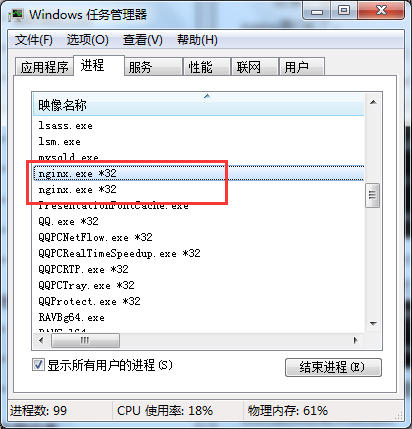 Windows 任务管理器
文件(F) 选项(O) 查看(V) 帮助(H)
应用程序 进程 服务 性能 联网 用户
映像名称
lsass.exe
lsm.exe
mysqld.exe
nginx.exe *32
nginx.exe *32
PresentationFontCache.exe
QQ.exe *32
QQPCNetFlow.exe *32
QQPCRealTimeSpeedup.exe *32
QQPCRTP.exe *32
QQPCTray.exe *32
QQProtect.exe *32
RAVBg64.exe
显示所有用户的进程(S) 结束进程(E)
进程数: 99 CPU 使用率: 18% 物理内存: 61%